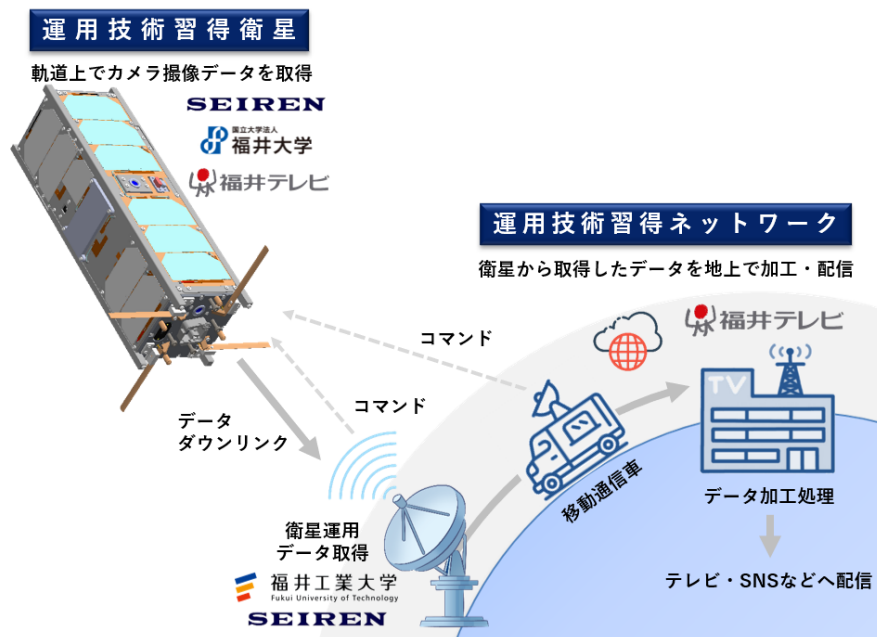 運用技術習得衛星
軌道上でカメラ撮像データを取得
SEIREN
国立大学法人
福井大学
福井テレビ
運用技術習得ネットワーク
衛星から取得したデータを地上で加工・配信
福井テレビ
コマンド
コマンド
データ
ダウンリンク
TV
移動通信車
データ加工処理
衛星運用
データ取得
福井工業大学
Fukui University of Technology
SEIREN
テレビ・SNSなどへ配信